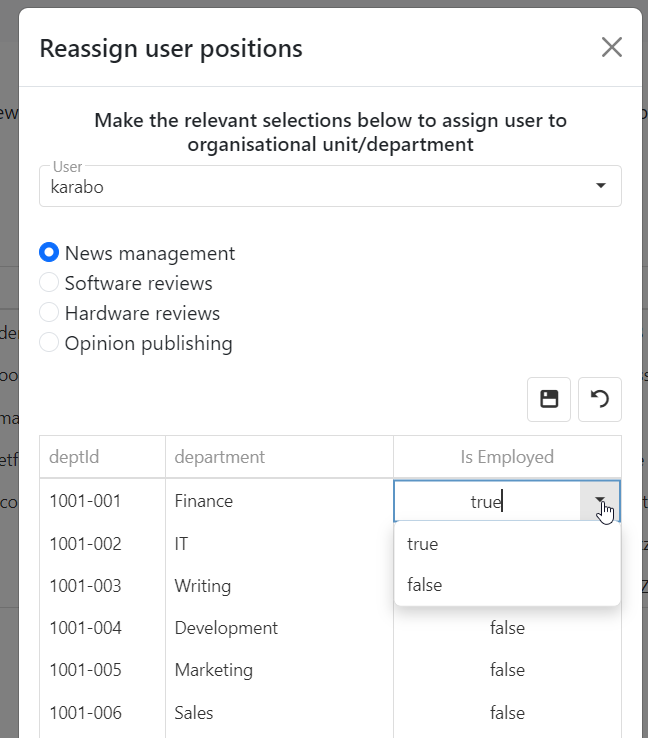 Reassign user positions
Make the relevant selections below to assign user to
organisational unit/department
User
karabo
News management
Software reviews
Hardware reviews
Opinion publishing
deptId department Is Employed
1001-001 Finance true
1001-002 IT true
1001-003 Writing false
1001-004 Development false
1001-005 Marketing false
1001-006 Sales false